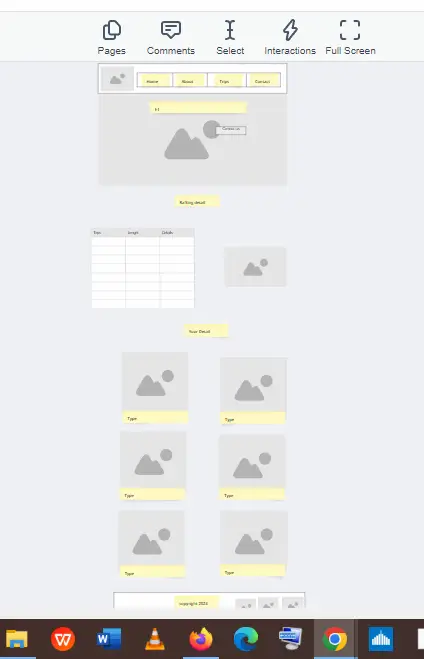 Pages Comments Select Interactions Full Screen
Home About Trips Contact
H1
Contact us
Rafting detail
Type Length Details
Your Detail
Type Type
Type Type
Type Type
copyright 2023